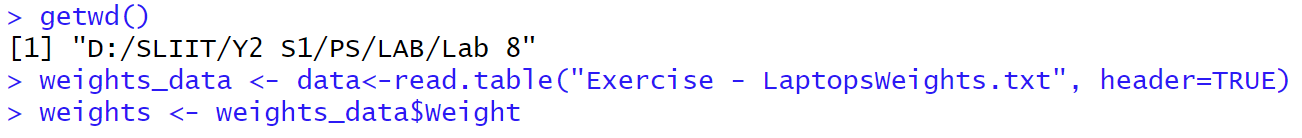 > getwd()
[1] "D:/SLIIT/Y2 S1/PS/LAB/Lab 8"
> weights_data <- data<-read.table("Exercise - LaptopsWeights.txt", header=TRUE)
> weights <- weights_data$Weight